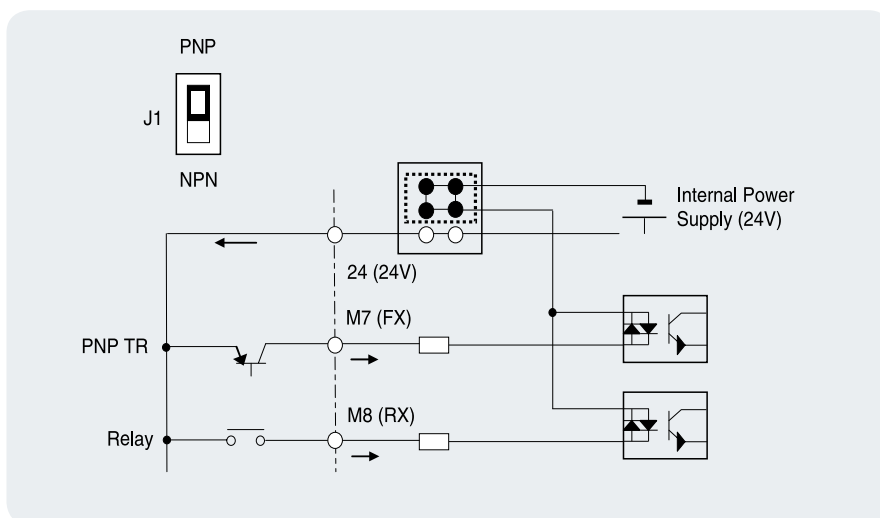 PNP
J1
NPN
Internal Power
Supply (24V)
24 (24V)
M7 (FX)
PNP TR
M8 (RX)
Relay